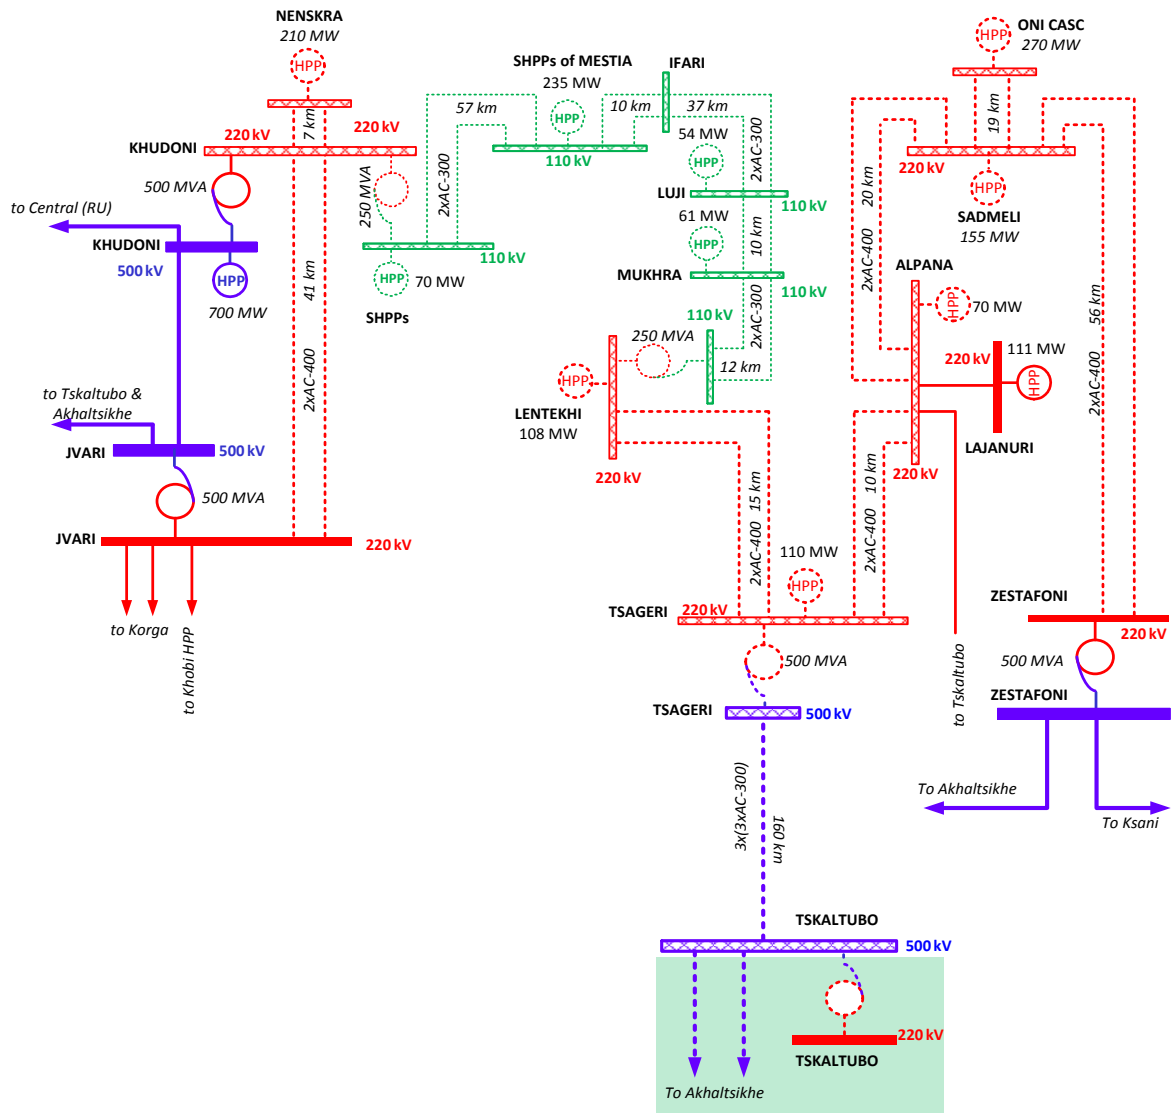 NENSKRA
210 MW
HPP
7 km
220 kV
220 kV
KHUDONI
500 MVA
to Central (RU)
KHUDONI
500 kV
HPP
700 MW
41 km
2xAC-400
250 MVA
HPP
70 MW
SHPPs
110 kV
57 km
2xAC-300
SHPPs of MESTIA
235 MW
HPP
110 kV
10 km
IFARI
37 km
2xAC-300
54 MW
HPP
LUJI
110 kV
61 MW
HPP
10 km
MUKHRA
110 kV
110 kV
2xAC-300
12 km
250 MVA
HPP
LENTEKHI
108 MW
220 kV
to Tskaltubo &
Akhaltsikhe
JVARI
500 kV
500 MVA
JVARI
220 kV
to Korga
to Khobi HPP
ONI CASC
270 MW
HPP
19 km
220 kV
HPP
SADMELI
155 MW
20 km
2xAC-400
ALPANA
HPP
70 MW
220 kV
111 MW
HPP
LAJANURI
220 kV
56 km
2xAC-400
15 km
2xAC-400
10 km
2xAC-400
110 MW
HPP
TSAGERI
220 kV
500 MVA
TSAGERI
500 kV
to Tskaltubo
ZESTAFONI
220 kV
500 MVA
ZESTAFONI
To Akhaltsikhe
To Ksani
3x(3xAC-300)
160 km
TSKALTUBO
500 kV
220 kV
TSKALTUBO
To Akhaltsikhe